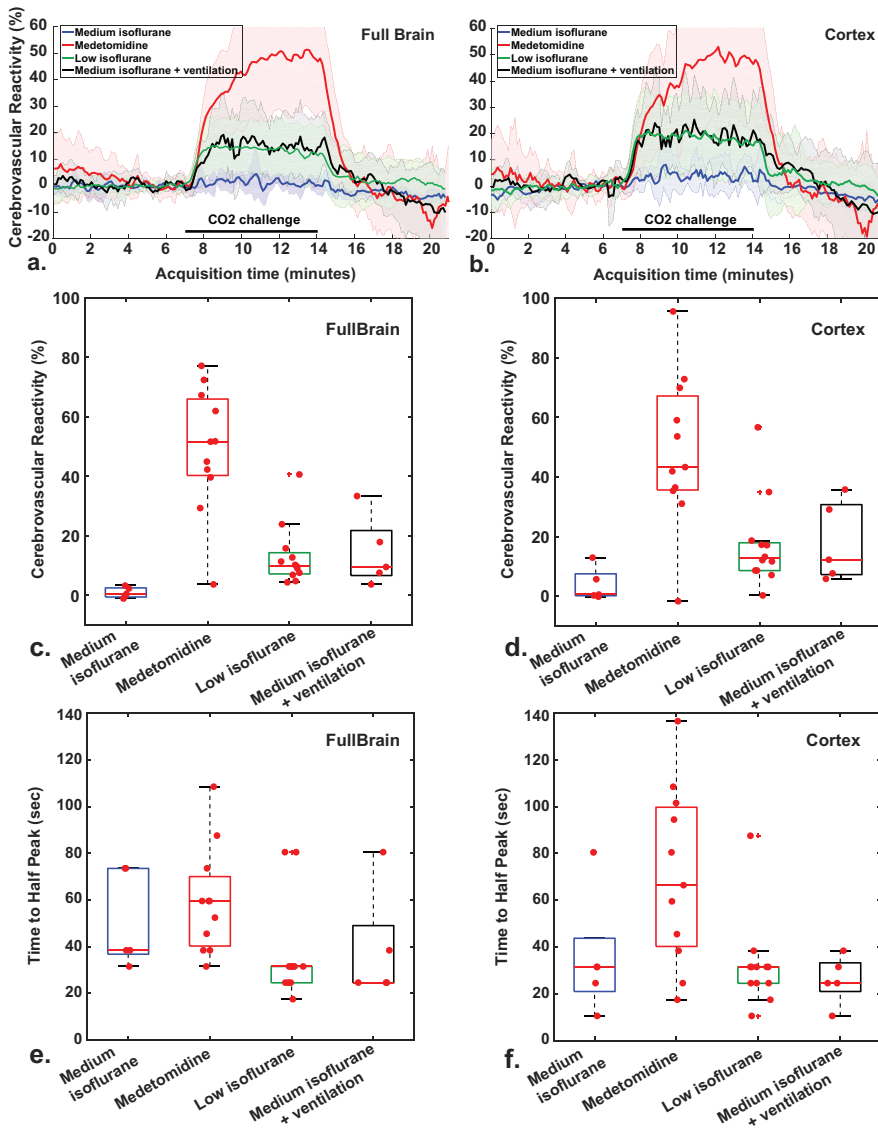 Cerebrovascular Reactivity (%)
60
50
40
30
20
10
0
-10
-20
Medium isoflurane
Medetomidine
Low isoflurane
Medium isoflurane + ventilation
Full Brain
CO2 challenge
0 2 4 6 8 10 12 14 16 18 20
a.
Acquisition time (minutes)
60
50
40
30
20
10
0
-10
-20
Medium isoflurane
Medetomidine
Low isoflurane
Medium isoflurane + ventilation
Cortex
CO2 challenge
0 2 4 6 8 10 12 14 16 18 20
b.
Acquisition time (minutes)
Cerebrovascular Reactivity (%)
100
80
60
40
20
0
FullBrain
c.
Medium
isoflurane
Medetomidine
Low isoflurane
Medium isoflurane
+ ventilation
Cerebrovascular Reactivity (%)
100
80
60
40
20
0
Cortex
d.
Medium
isoflurane
Medetomidine
Low isoflurane
Medium isoflurane
+ ventilation
Time to Half Peak (sec)
140
120
100
80
60
40
20
0
FullBrain
e.
Medium
isoflurane
Medetomidine
Low isoflurane
Medium isoflurane
+ ventilation
Time to Half Peak (sec)
140
120
100
80
60
40
20
0
Cortex
f.
Medium
isoflurane
Medetomidine
Low isoflurane
Medium isoflurane
+ ventilation